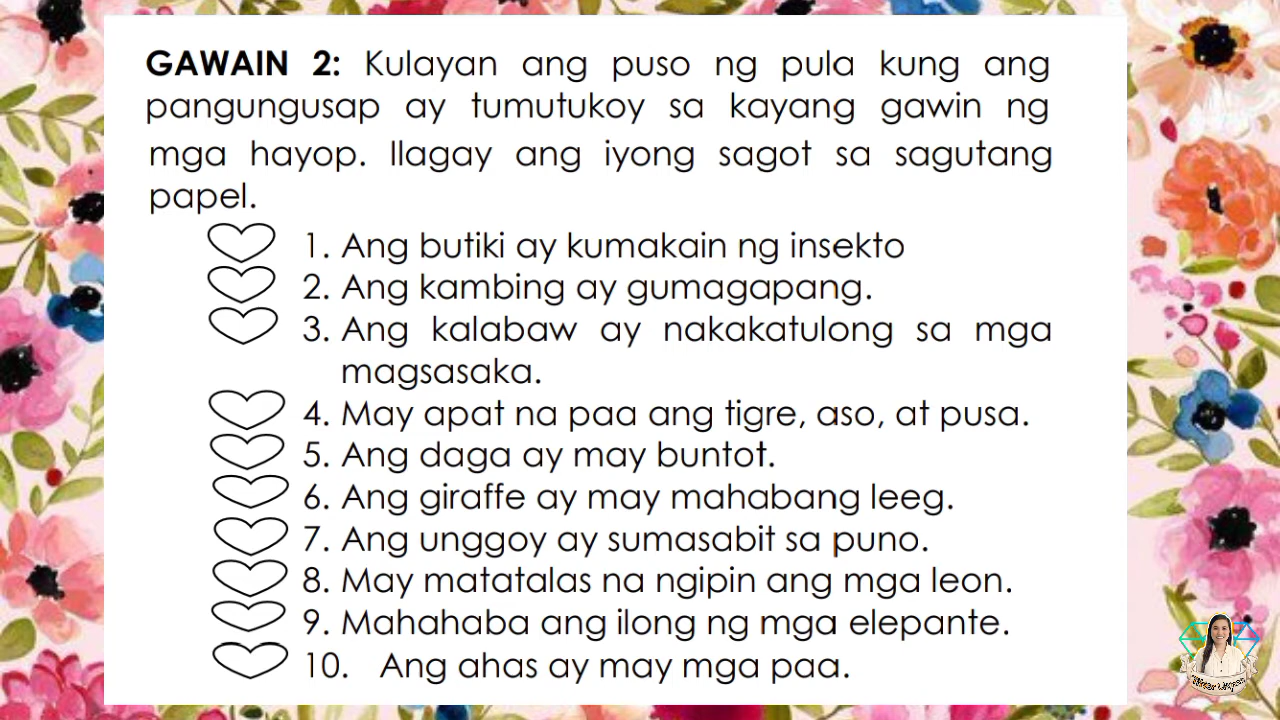 GAWAIN 2: Kulayan ang puso ng pula kung ang
pangungusap ay tumutukoy sa kayang gawin ng
mga hayop. Ilagay ang iyong sagot sa sagutang
papel.
1. Ang butiki ay kumakain ng insekto
2. Ang kambing ay gumagapang.
3. Ang kalabaw ay nakakatulong sa mga
magsasaka.
4. May apat na paa ang tigre, aso, at pusa.
5. Ang daga ay may buntot.
6. Ang giraffe ay may mahabang leeg.
7. Ang unggoy ay sumasabit sa puno.
8. May matatalas na ngipin ang mga leon.
9. Mahahaba ang ilong ng mga elepante.
10. Ang ahas ay may mga paa.